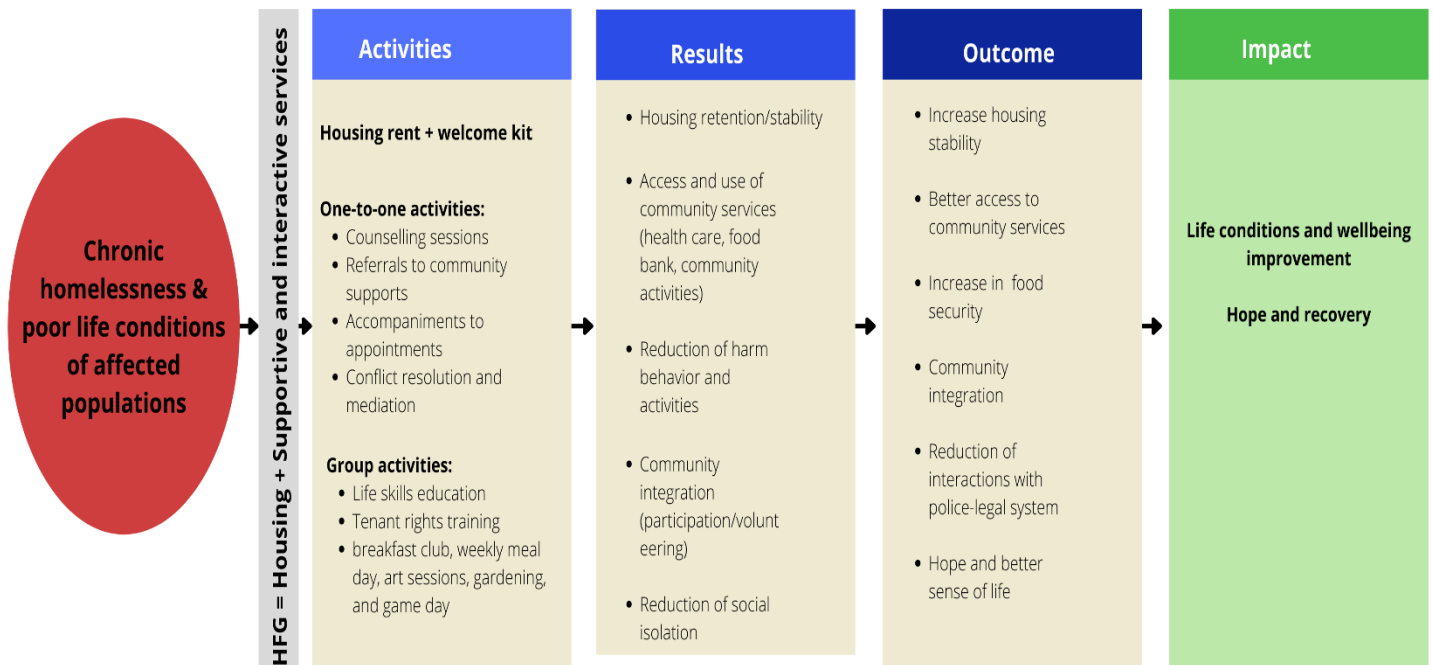 Chronic
homelessness &
poor life conditions
of affected
populations
HFG = Housing + Supportive and interactive services
Activities
Housing rent + welcome kit
One-to-one activities:
• Counselling sessions
• Referrals to community
supports
• Accompaniments to
appointments
• Conflict resolution and
mediation
Group activities:
• Life skills education
• Tenant rights training
• breakfast club, weekly meal
day, art sessions, gardening,
and game day
Results
• Housing retention/stability
• Access and use of
community services
(health care, food
bank, community
activities)
• Reduction of harm
behavior and
activities
• Community
integration
(participation/volunt
eering)
• Reduction of social
isolation
Outcome
• Increase housing
stability
• Better access to
community services
• Increase in food
security
• Community
integration
• Reduction of
interactions with
police-legal system
• Hope and better
sense of life
Impact
Life conditions and wellbeing
improvement
Hope and recovery